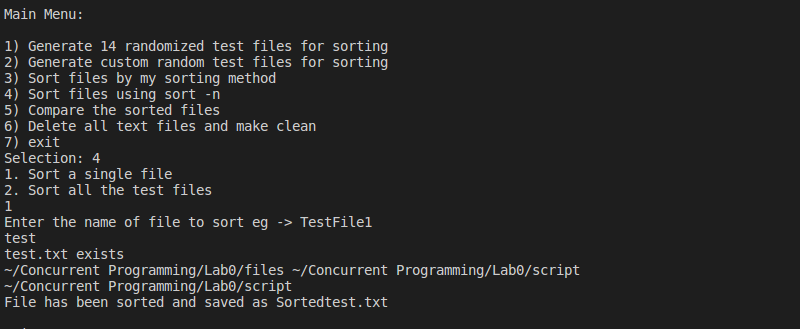 Main Menu:
1) Generate 14 randomized test files for sorting
2) Generate custom random test files for sorting
3) Sort files by my sorting method
4) Sort files using sort -n
5) Compare the sorted files
6) Delete all text files and make clean
7) exit
Selection: 4
1. Sort a single file
2. Sort all the test files
1
Enter the name of file to sort eg -> TestFile1
test
test.txt exists
~/Concurrent Programming/Lab0/files ~/Concurrent Programming/Lab0/script
~/Concurrent Programming/Lab0/script
File has been sorted and saved as Sortedtest.txt